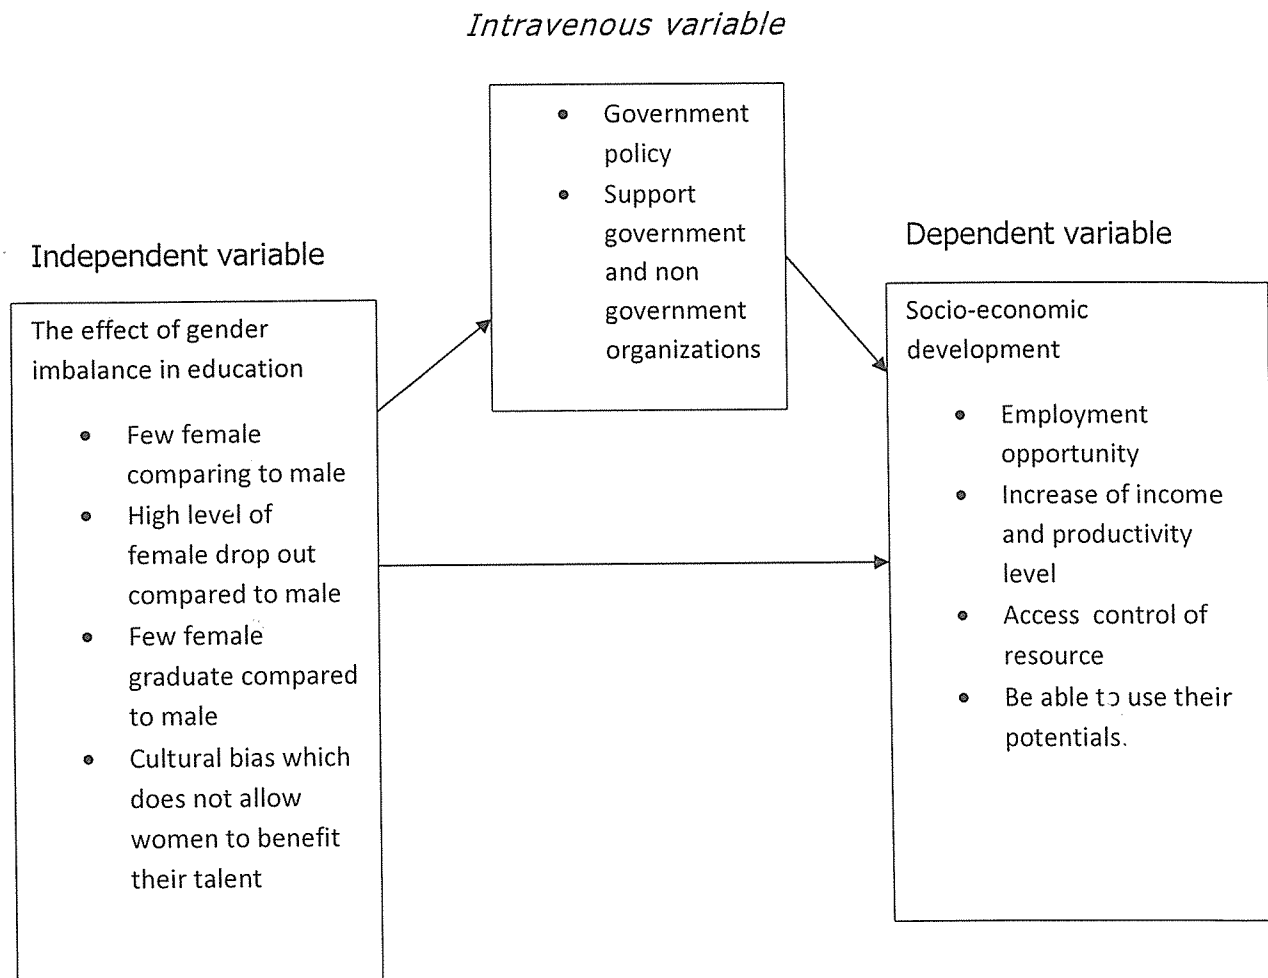 Intravenous variable
• Government
policy
• Support
government
and non
government
organizations
Independent variable
The effect of gender
imbalance in education
• Few female
comparing to male
• High level of
female drop out
compared to male
• Few female
graduate compared
to male
• Cultural bias which
does not allow
women to benefit
their talent
Dependent variable
Socio-economic
development
• Employment
opportunity
• Increase of income
and productivity
level
• Access control of
resource
• Be able to use their
potentials.